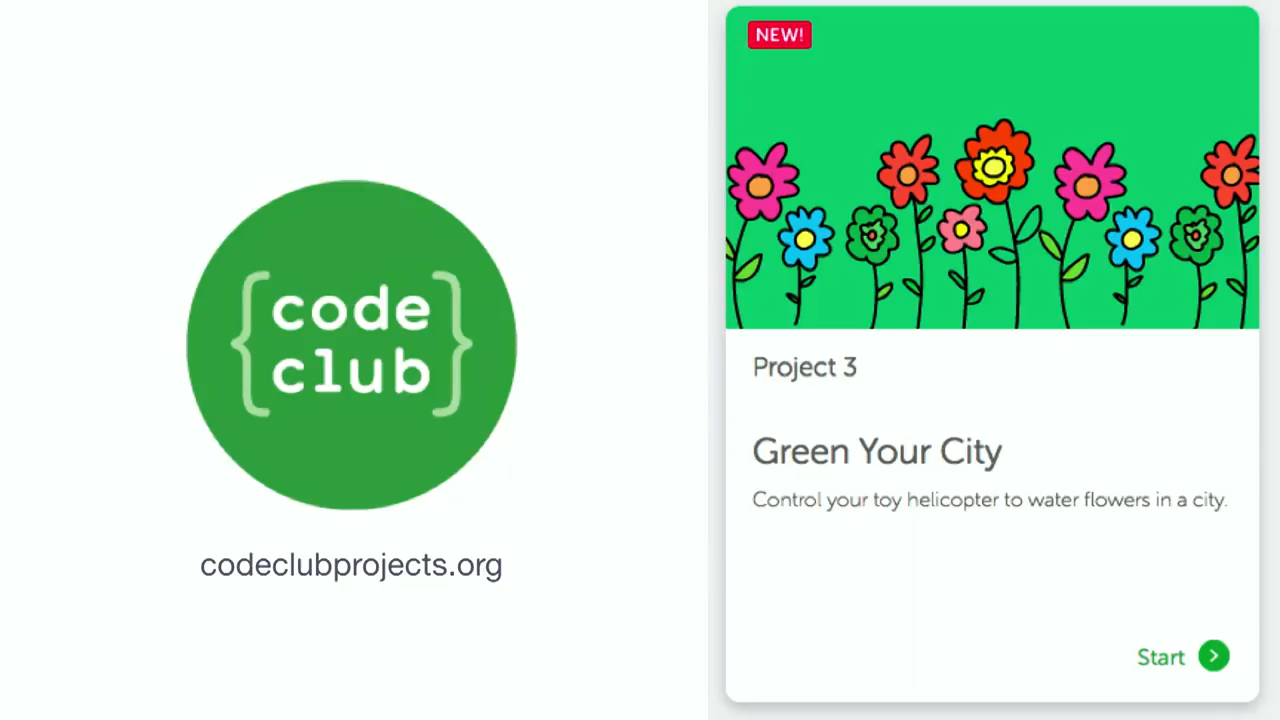 code
club
codeclubprojects.org
NEW!
Project 3
Green Your City
Control your toy helicopter to water flowers in a city.
Start